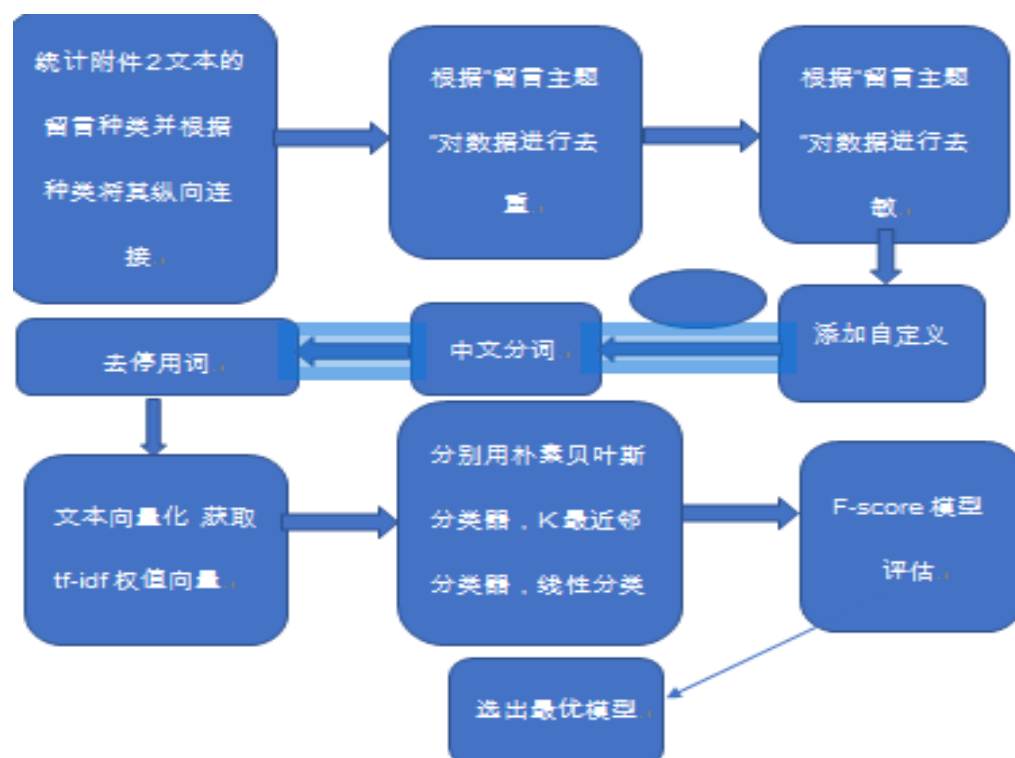 统计附件2文本的
留言种类并根据
种类将其纵向连
接
根据“留言主题
”对数据进行去
重
根据“留言主题
”对数据进行去
敏
添加自定义
中文分词
去停用词
文本向量化,获取
tf-idf 权值向量
分别用朴素贝叶斯
分类器，K最近邻
分类器，线性分类
F-score 模型
评估
选出最优模型